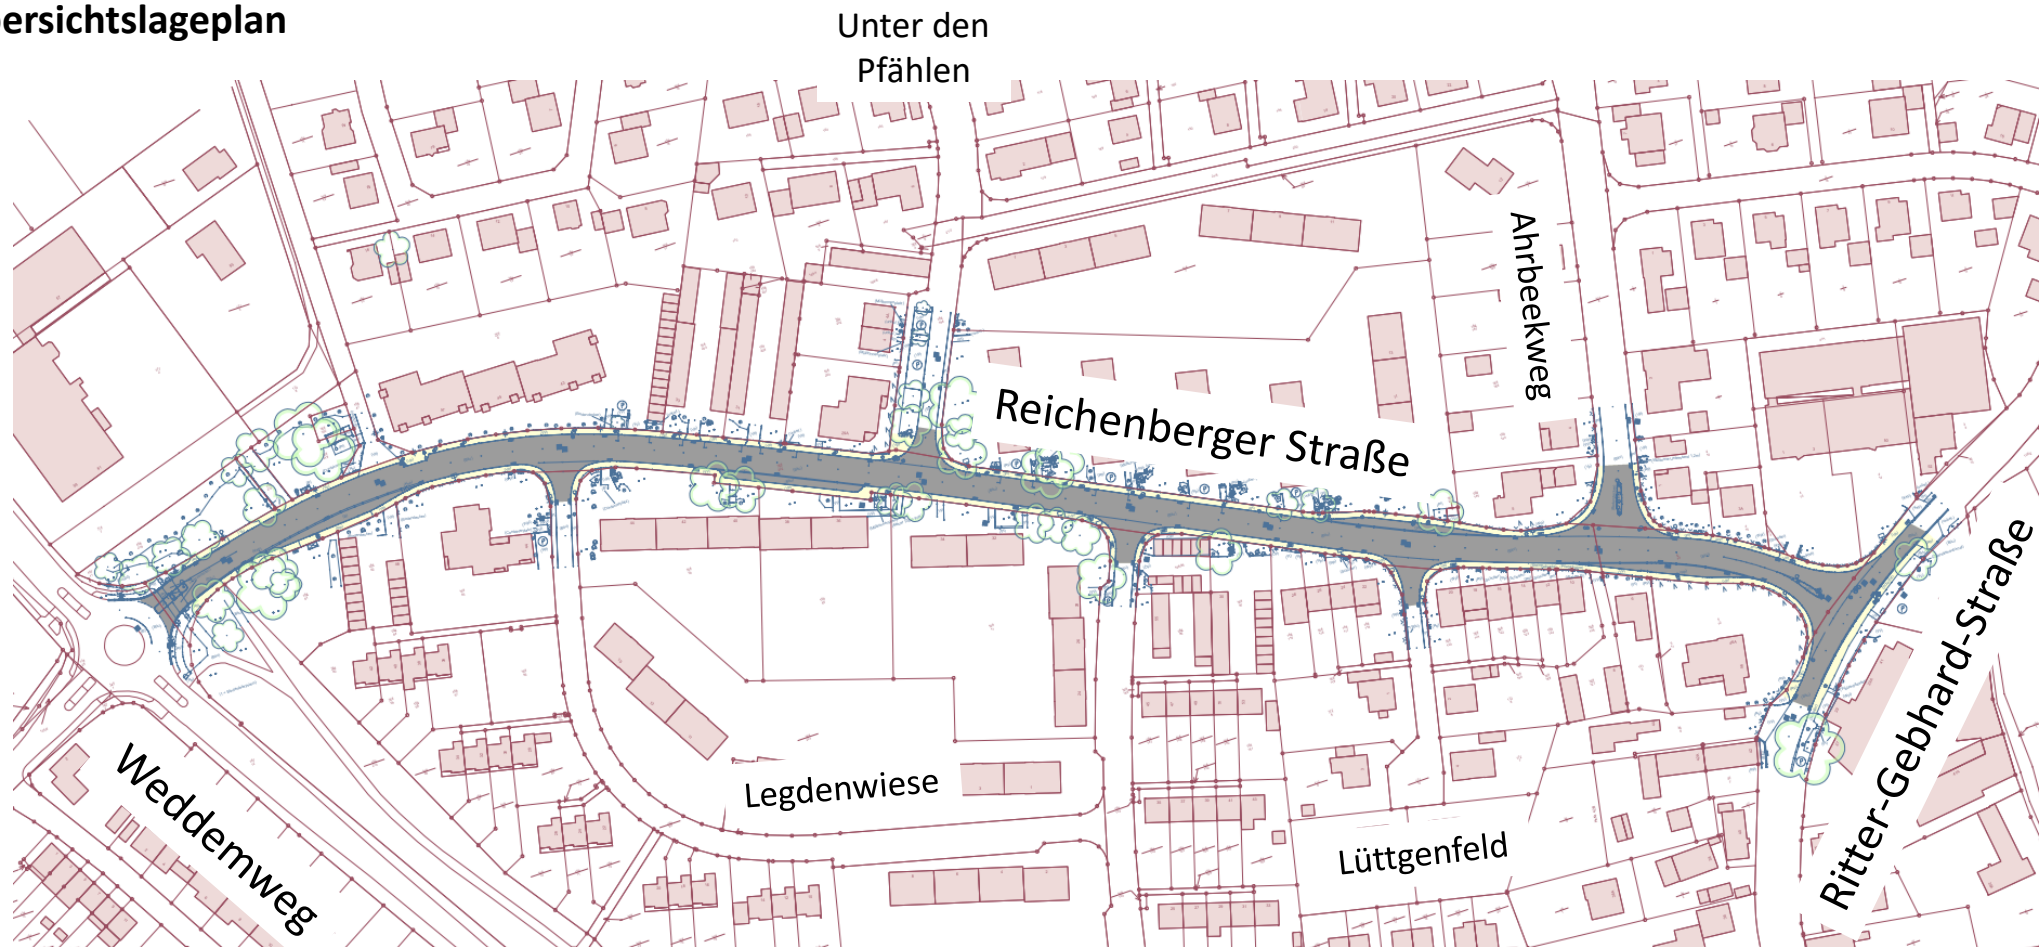 ersichtslageplan
Unter den
Pfählen
Ahrbeekweg
Reichenberger Straße
Ritter-Gebhard-Straße
Weddemweg
Legdenwiese
Lüttgenfeld